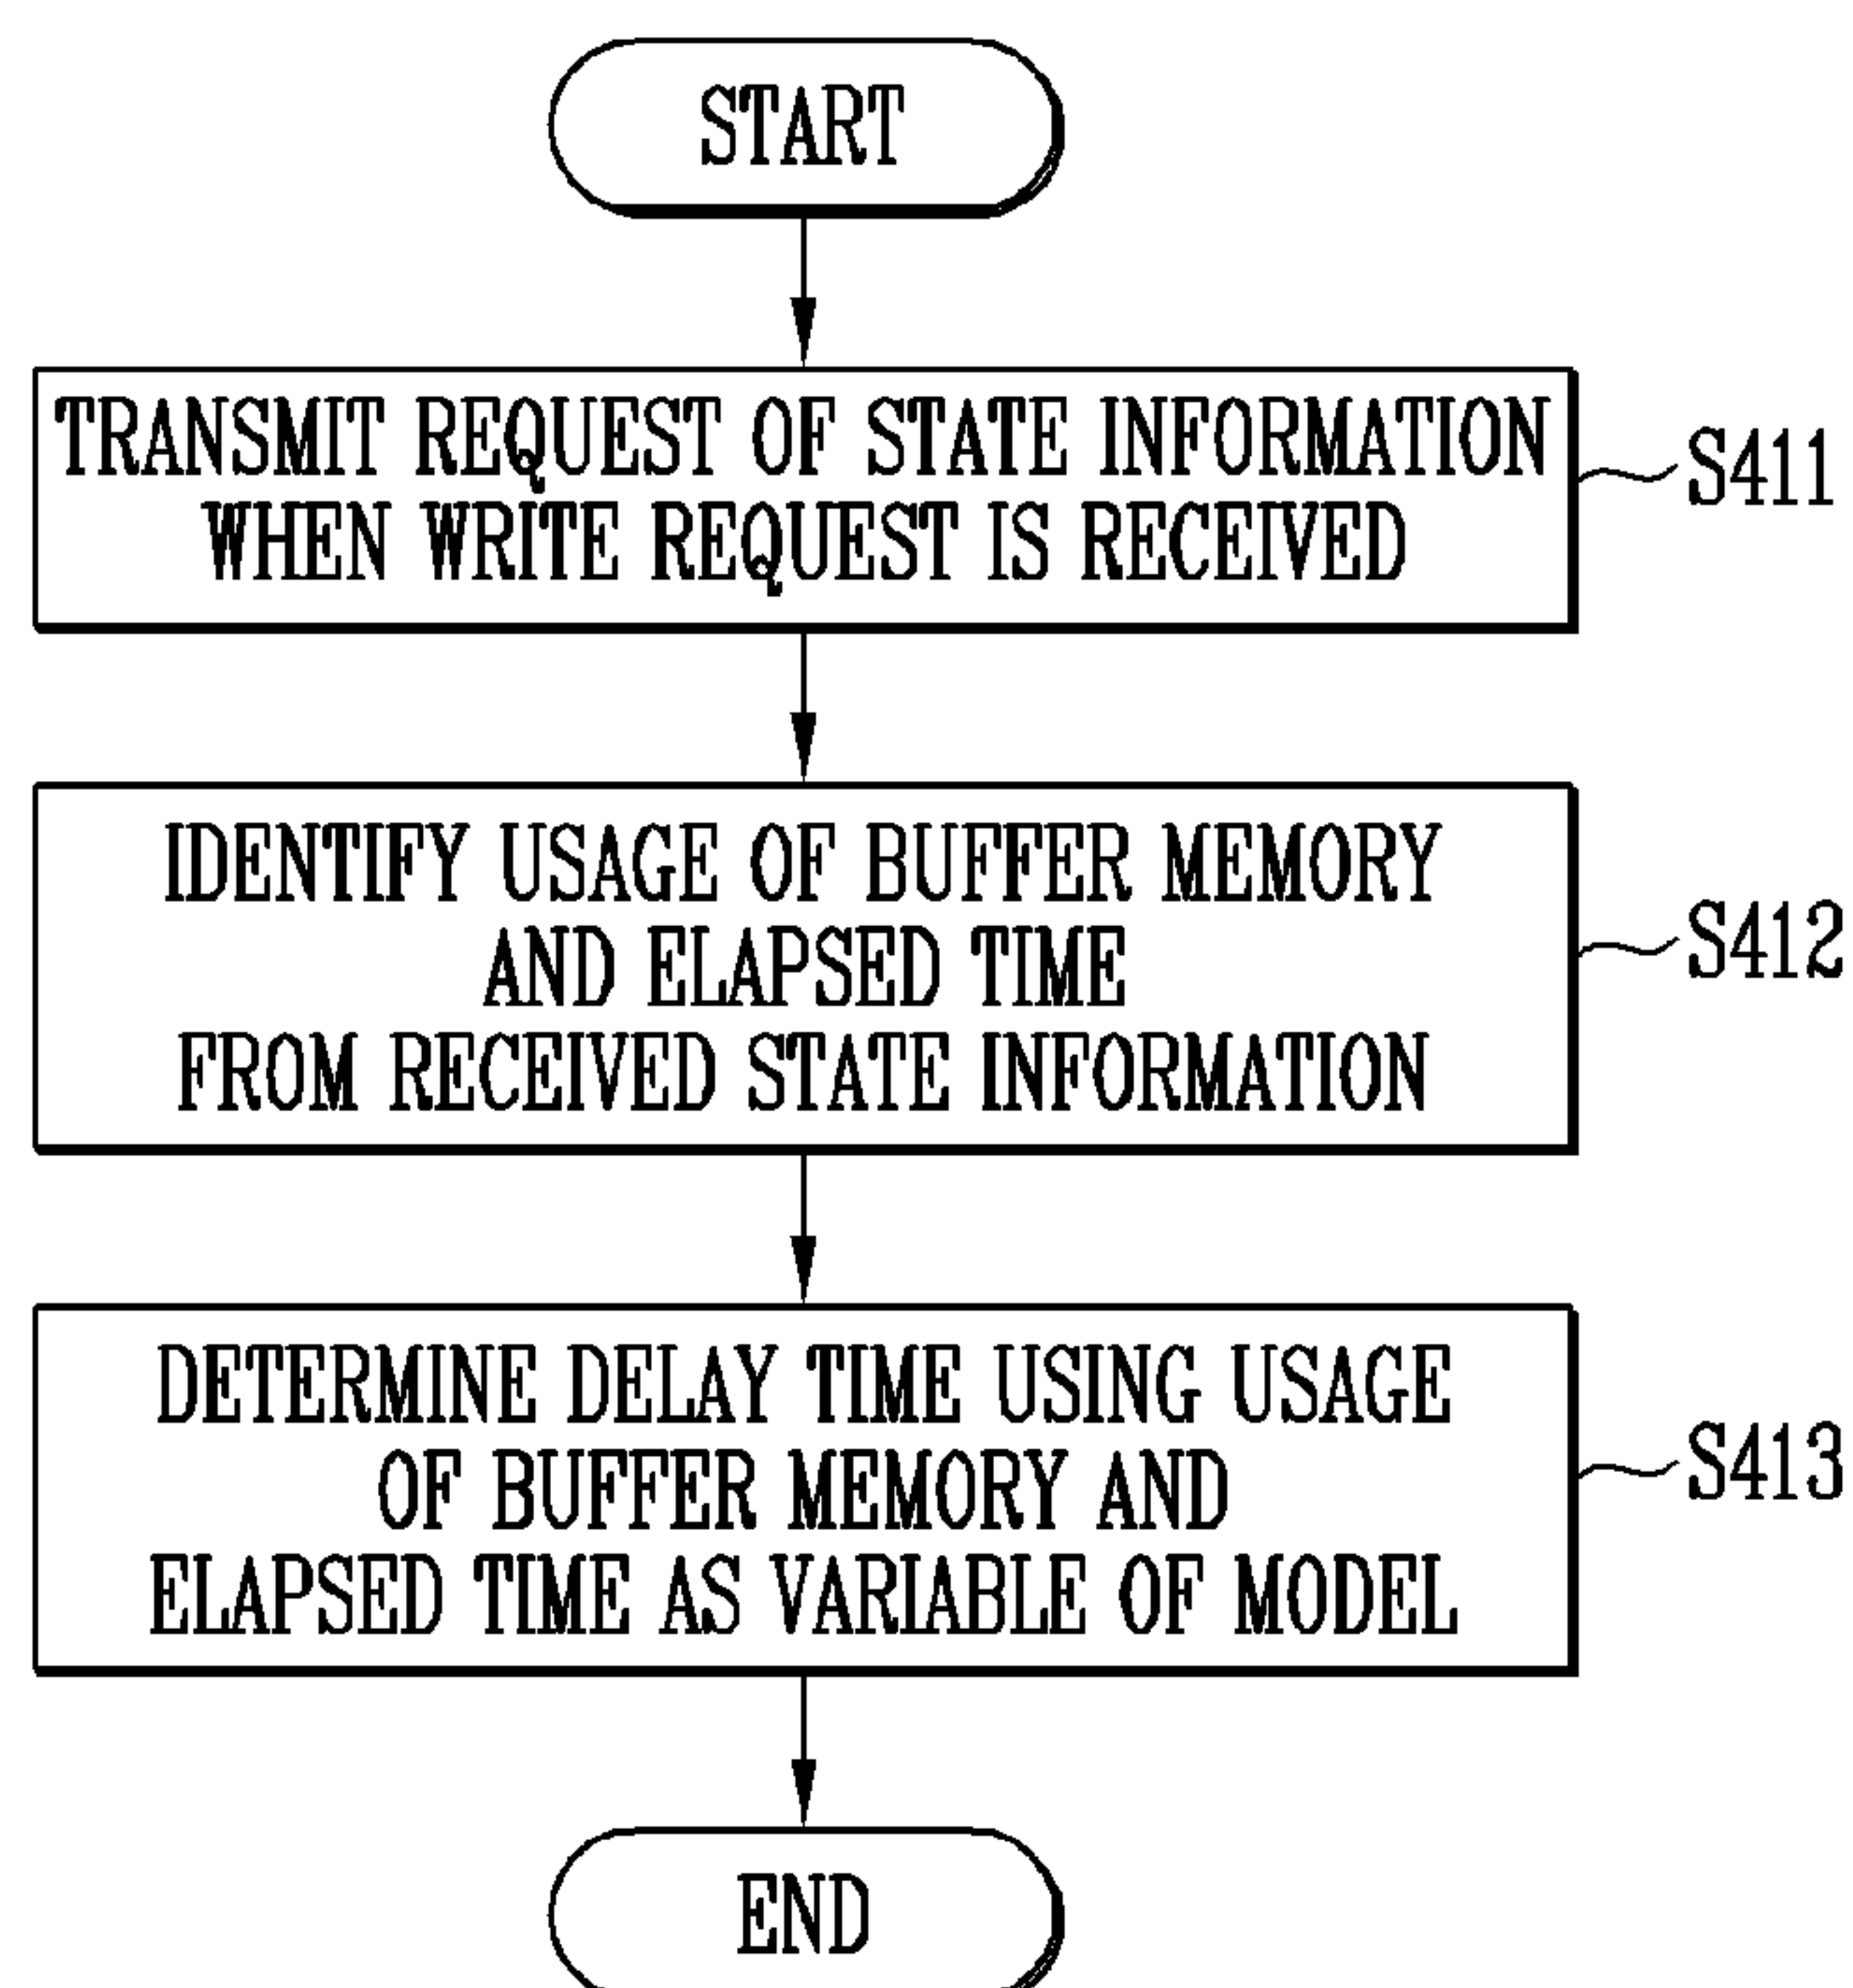 START
TRANSMIT REQUEST OF STATE INFORMATION
WHEN WRITE REQUEST IS RECEIVED
S411
IDENTIFY USAGE OF BUFFER MEMORY
AND ELAPSED TIME
FROM RECEIVED STATE INFORMATION
S412
DETERMINE DELAY TIME USING USAGE
OF BUFFER MEMORY AND
ELAPSED TIME AS VARIABLE OF MODEL
S413
END